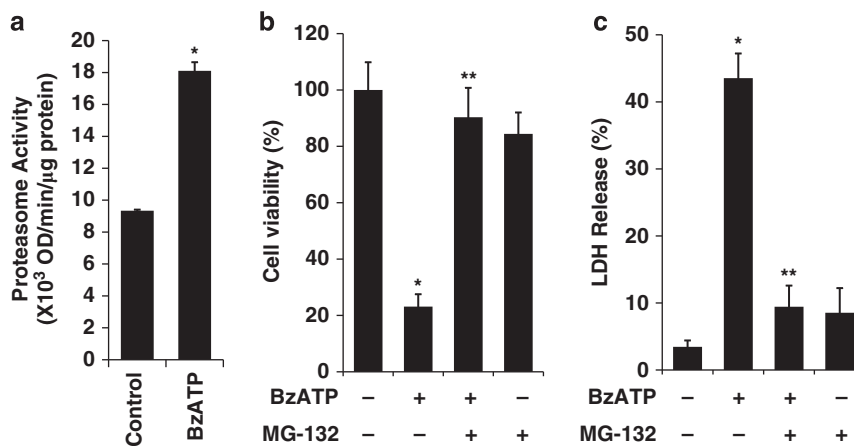 a
Proteasome Activity
(X10³ OD/min/µg protein)
20
18
16
14
12
10
8
6
4
2
0
*
Control
BzATP
b
Cell viability (%)
120
100
80
60
40
20
0
*
**
BzATP – + + –
MG-132 – – + +
c
LDH Release (%)
50
40
30
20
10
0
*
**
BzATP – + + –
MG-132 – – + +